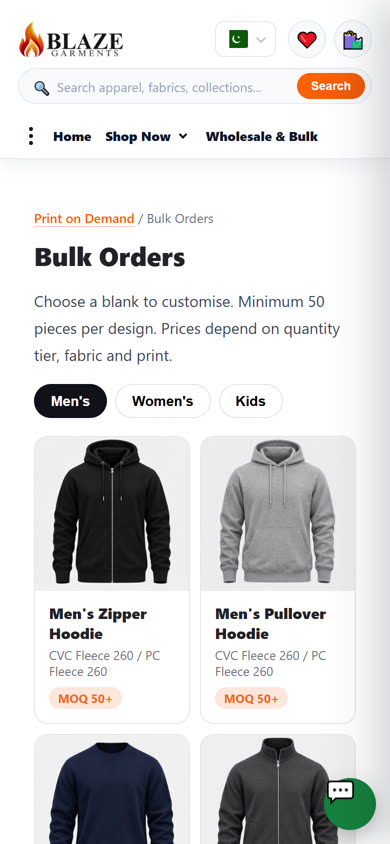 BLAZE
GARMENTS
Search apparel, fabrics, collections...
Search
Home Shop Now Wholesale & Bulk
Print on Demand / Bulk Orders
Bulk Orders
Choose a blank to customise. Minimum 50
pieces per design. Prices depend on quantity
tier, fabric and print.
Men's Women's Kids
Men's Zipper
Hoodie
CVC Fleece 260 / PC
Fleece 260
MOQ 50+
Men's Pullover
Hoodie
CVC Fleece 260 / PC
Fleece 260
MOQ 50+